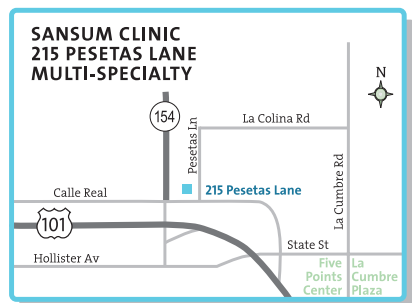 SANSUM CLINIC
215 PESETAS LANE
MULTI-SPECIALTY
N
154
La Colina Rd
Pesetas Ln
La Cumbre Rd
215 Pesetas Lane
Calle Real
101
State St
Hollister Av
Five
Points
Center
La
Cumbre
Plaza